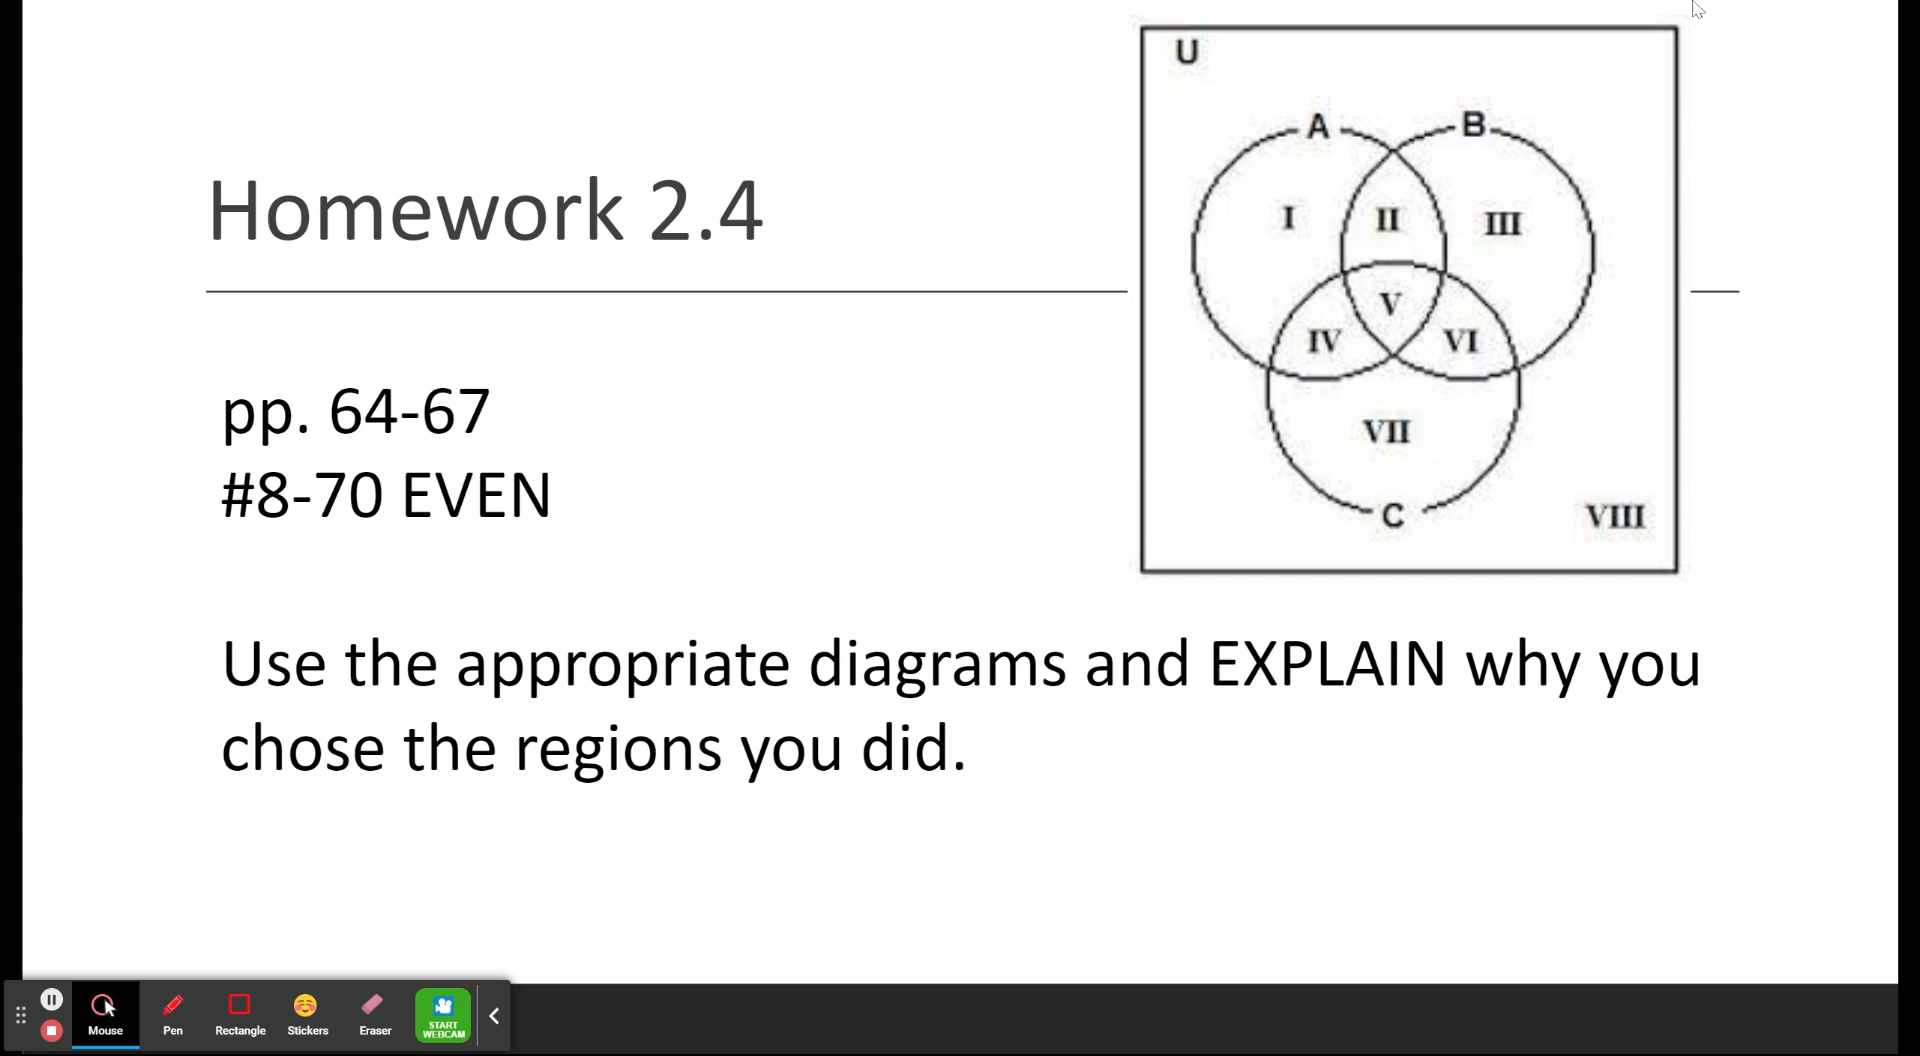 U
A
B
Homework 2.4
I
II
III
V
IV
VI
pp. 64-67
VII
#8-70 EVEN
C
VIII
Use the appropriate diagrams and EXPLAIN why you
chose the regions you did.
Mouse
Pen
Rectangle
Stickers
Eraser
START
WEBCAM